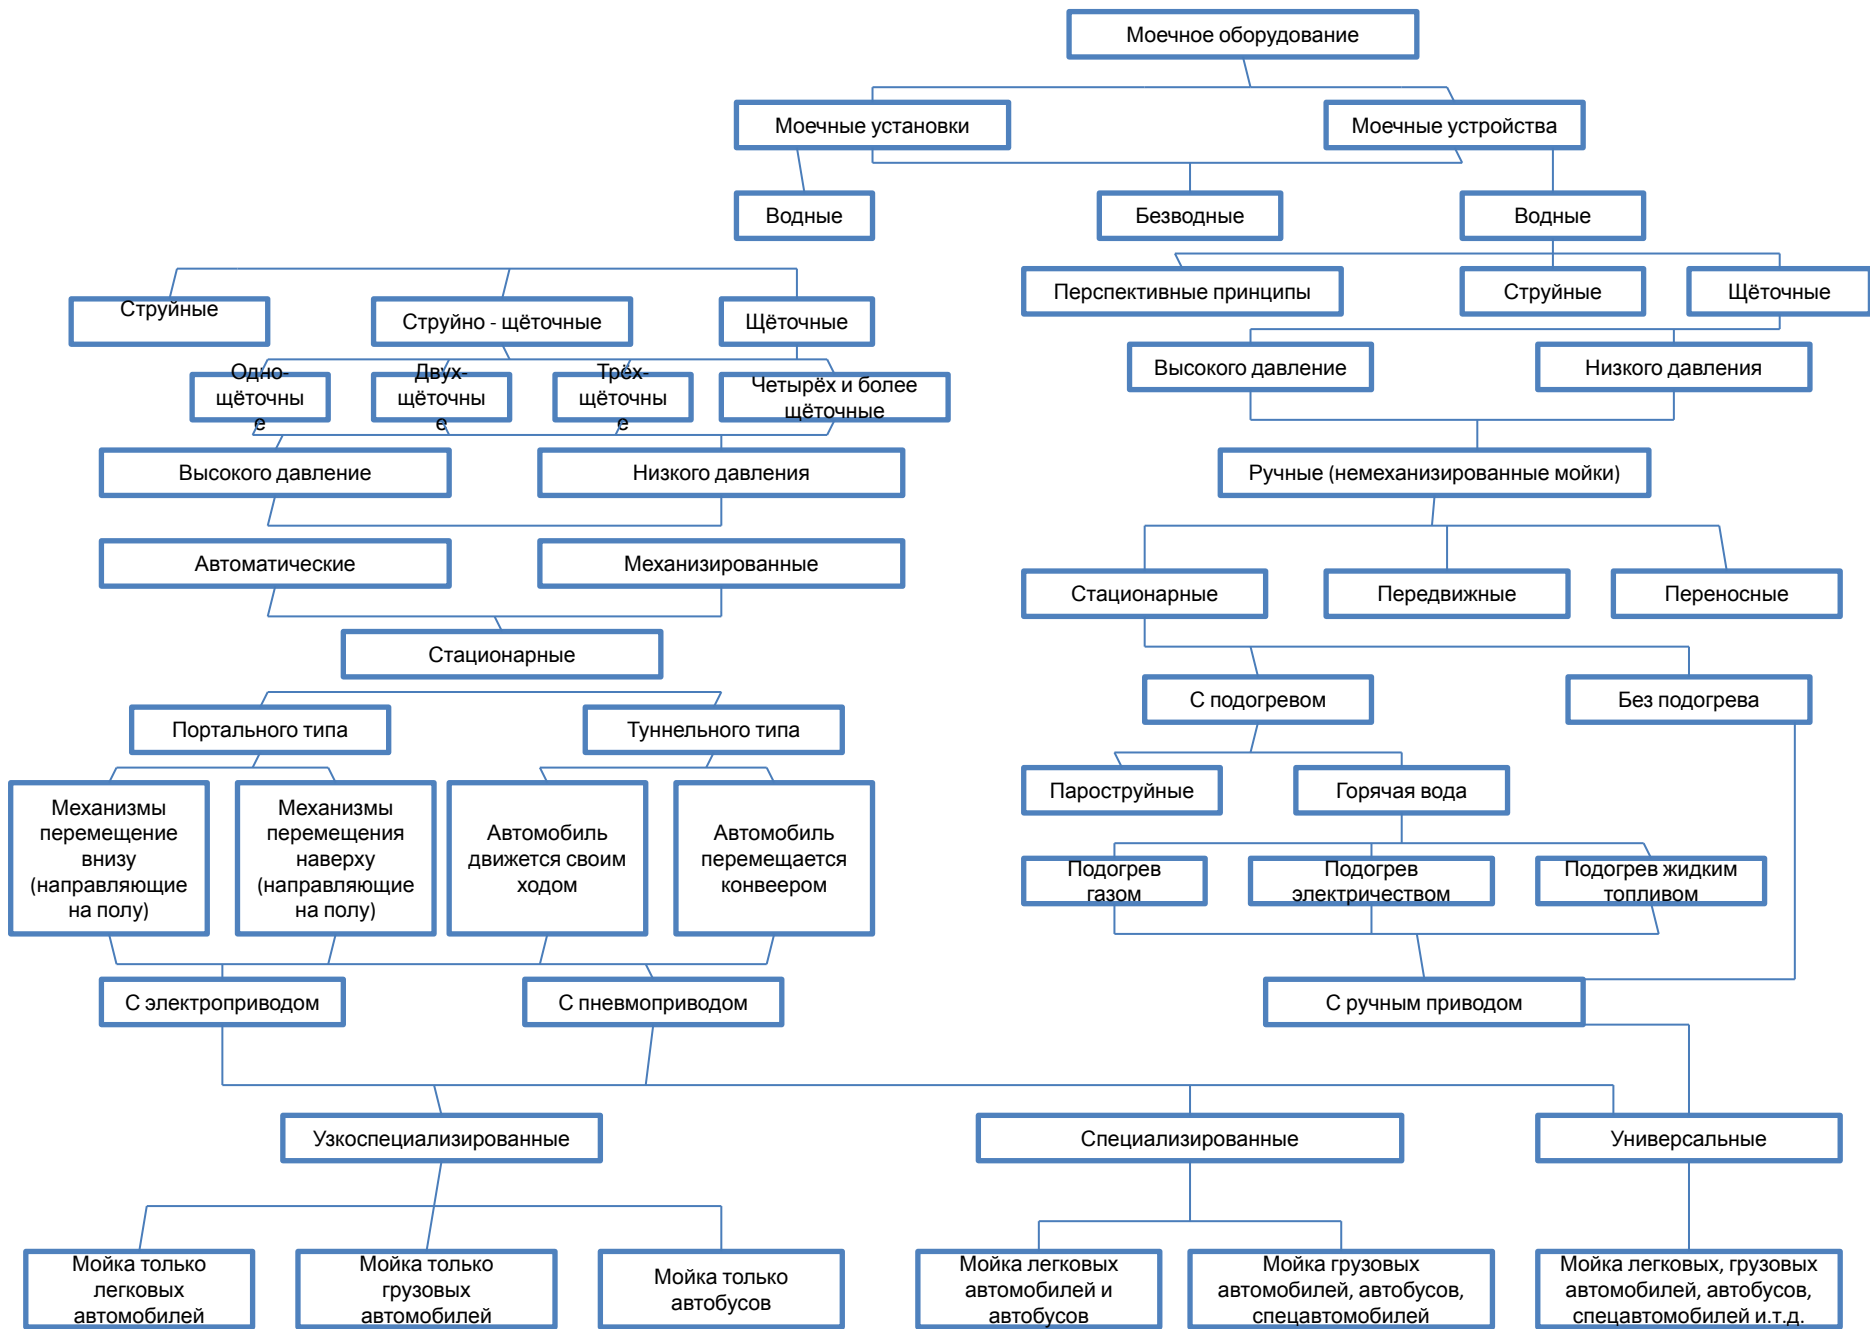 Моечное оборудование
Моечные установки
Моечные устройства
Водные
Безводные
Водные
Струйные
Струйно - щёточные
Щёточные
Перспективные принципы
Струйные
Щёточные
Одно-
щёточны
е
Двух-
щёточны
е
Трёх-
щёточны
е
Четырёх и более
щёточные
Высокого давление
Низкого давления
Высокого давление
Низкого давления
Ручные (немеханизированные мойки)
Автоматические
Механизированные
Стационарные
Передвижные
Переносные
Стационарные
С подогревом
Без подогрева
Портального типа
Туннельного типа
Пароструйные
Горячая вода
Механизмы
перемещение
внизу
(направляющие
на полу)
Механизмы
перемещения
наверху
(направляющие
на полу)
Автомобиль
движется своим
ходом
Автомобиль
перемещается
конвеером
Подогрев
газом
Подогрев
электричеством
Подогрев жидким
топливом
С электроприводом
С пневмоприводом
С ручным приводом
Узкоспециализированные
Специализированные
Универсальные
Мойка только
легковых
автомобилей
Мойка только
грузовых
автомобилей
Мойка только
автобусов
Мойка легковых
автомобилей и
автобусов
Мойка грузовых
автомобилей, автобусов,
спецавтомобилей
Мойка легковых, грузовых
автомобилей, автобусов,
спецавтомобилей и.т.д.